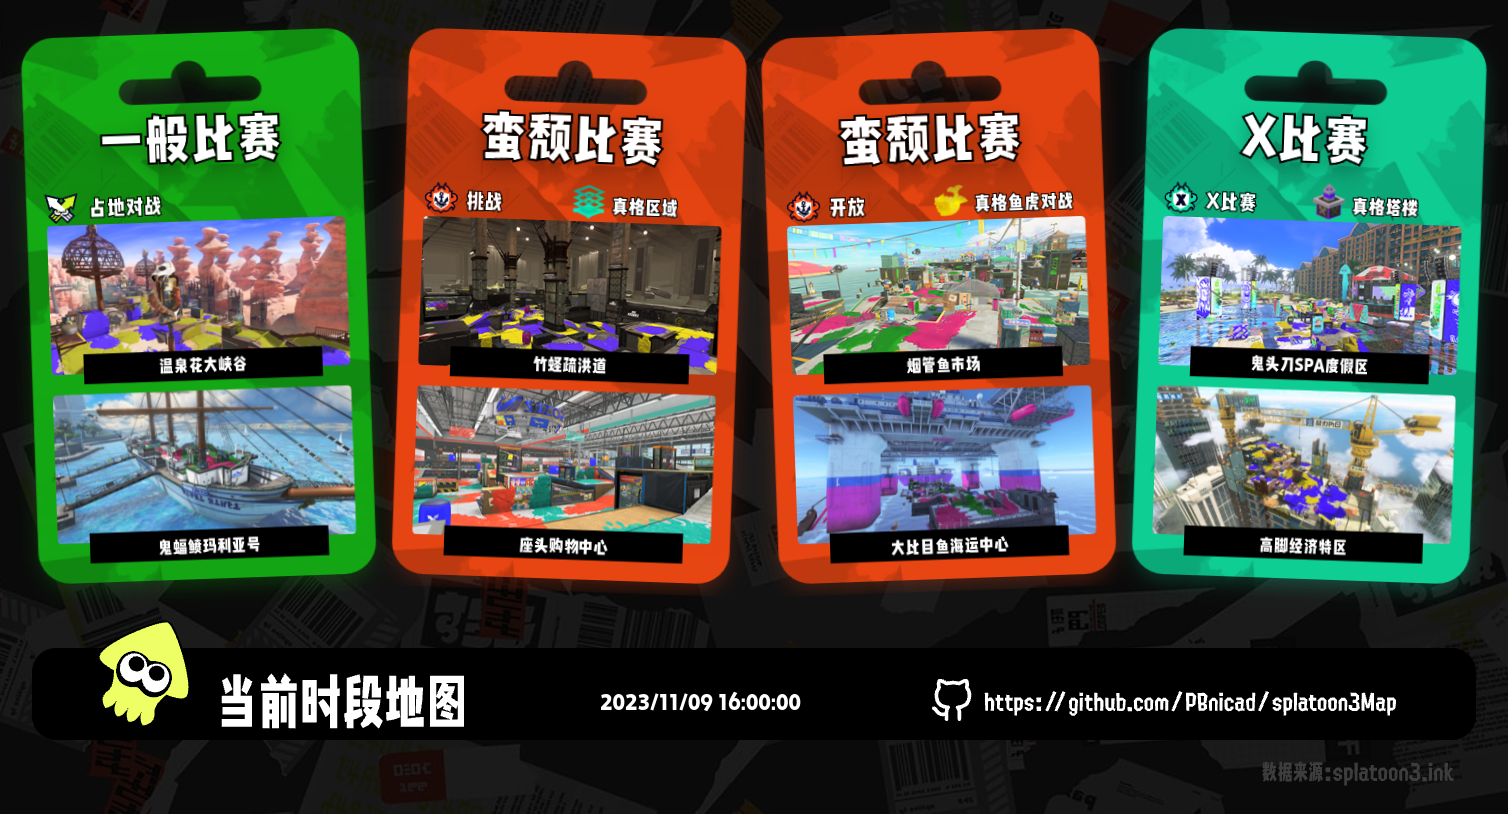 一般比赛
占地对战
温泉花大峡谷
鬼蝠鲼玛利亚号
蛮颓比赛
挑战
真格区域
竹蛏疏洪道
座头购物中心
蛮颓比赛
开放
真格鱼虎对战
烟管鱼市场
大比目鱼海运中心
X比赛
X比赛
真格塔楼
鬼头刀SPA度假区
高脚经济特区
当前时段地图
2023/11/09 16:00:00
https://github.com/PBnicad/splatoon3Map
数据来源:splatoon3.ink